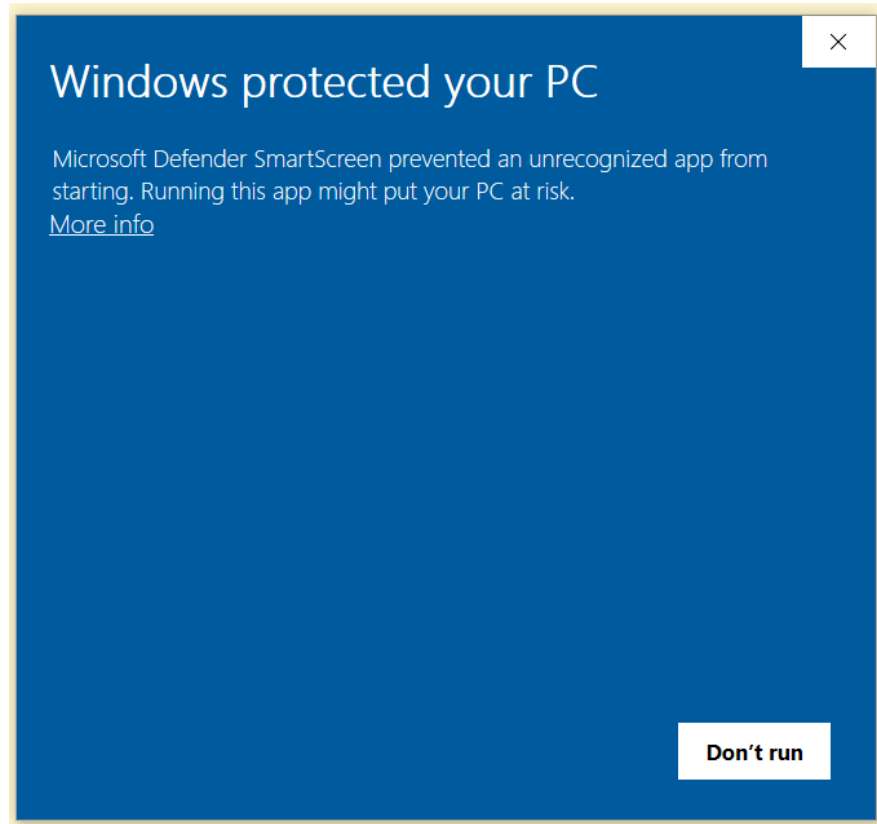 Windows protected your PC
Microsoft Defender SmartScreen prevented an unrecognized app from
starting. Running this app might put your PC at risk.
More info
Don’t run